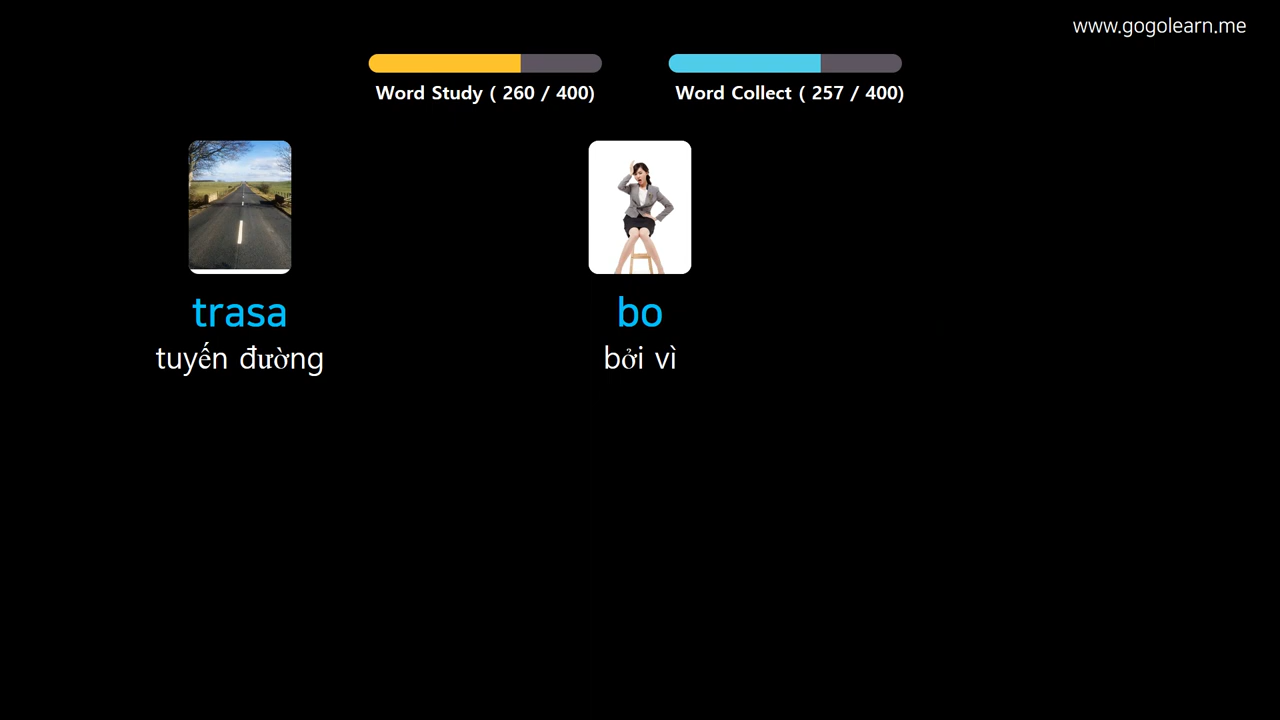 www.gogolearn.me
Word Study ( 260 / 400)
Word Collect ( 257 / 400)
trasa
tuyến đường
bo
bởi vì